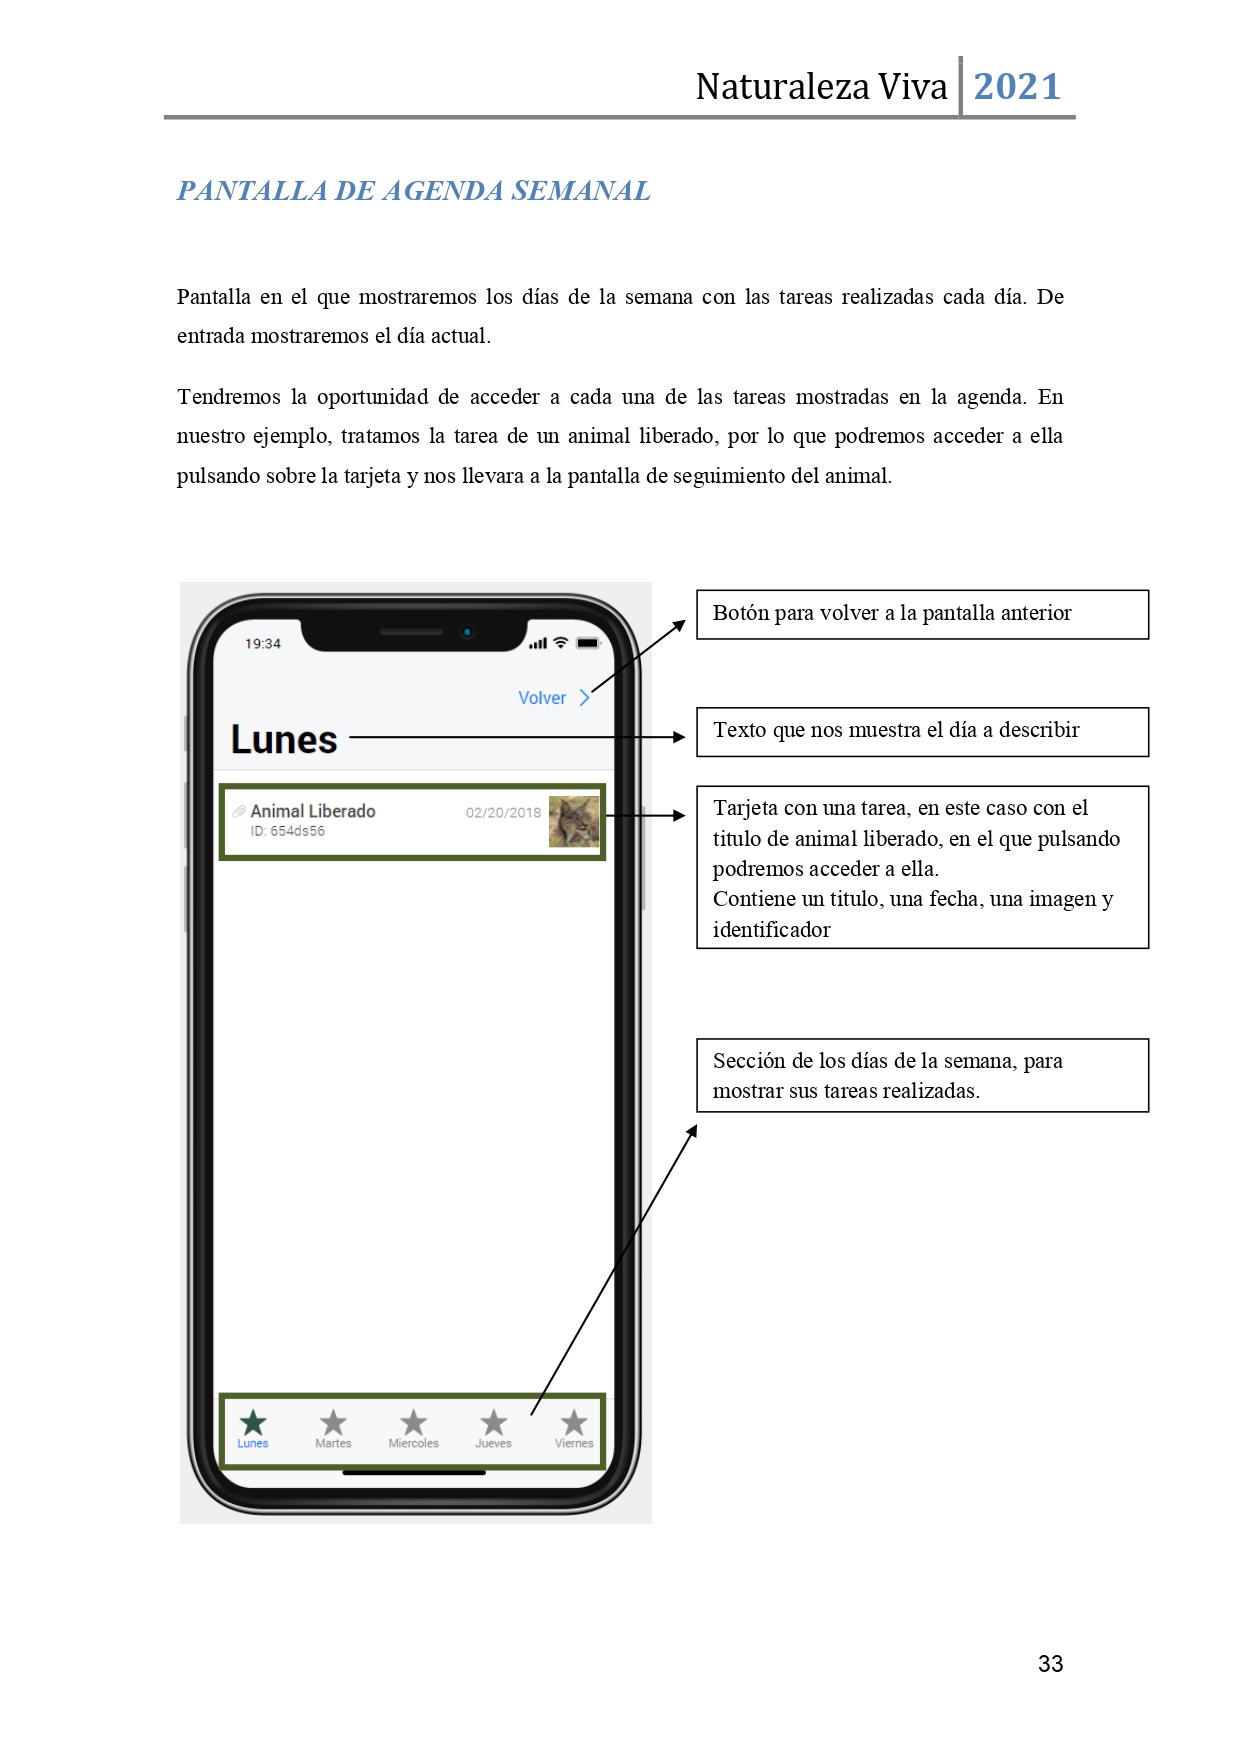 Naturaleza Viva 2021
PANTALLA DE AGENDA SEMANAL
Pantalla en el que mostraremos los días de la semana con las tareas realizadas cada día. De
entrada mostraremos el día actual.
Tendremos la oportunidad de acceder a cada una de las tareas mostradas en la agenda. En
nuestro ejemplo, tratamos la tarea de un animal liberado, por lo que podremos acceder a ella
pulsando sobre la tarjeta y nos llevara a la pantalla de seguimiento del animal.
19:34
Volver
Lunes
Animal Liberado 02/20/2018
ID: 654ds56
Lunes Martes Miercoles Jueves Viernes
Botón para volver a la pantalla anterior
Texto que nos muestra el día a describir
Tarjeta con una tarea, en este caso con el
titulo de animal liberado, en el que pulsando
podremos acceder a ella.
Contiene un titulo, una fecha, una imagen y
identificador
Sección de los días de la semana, para
mostrar sus tareas realizadas.
33